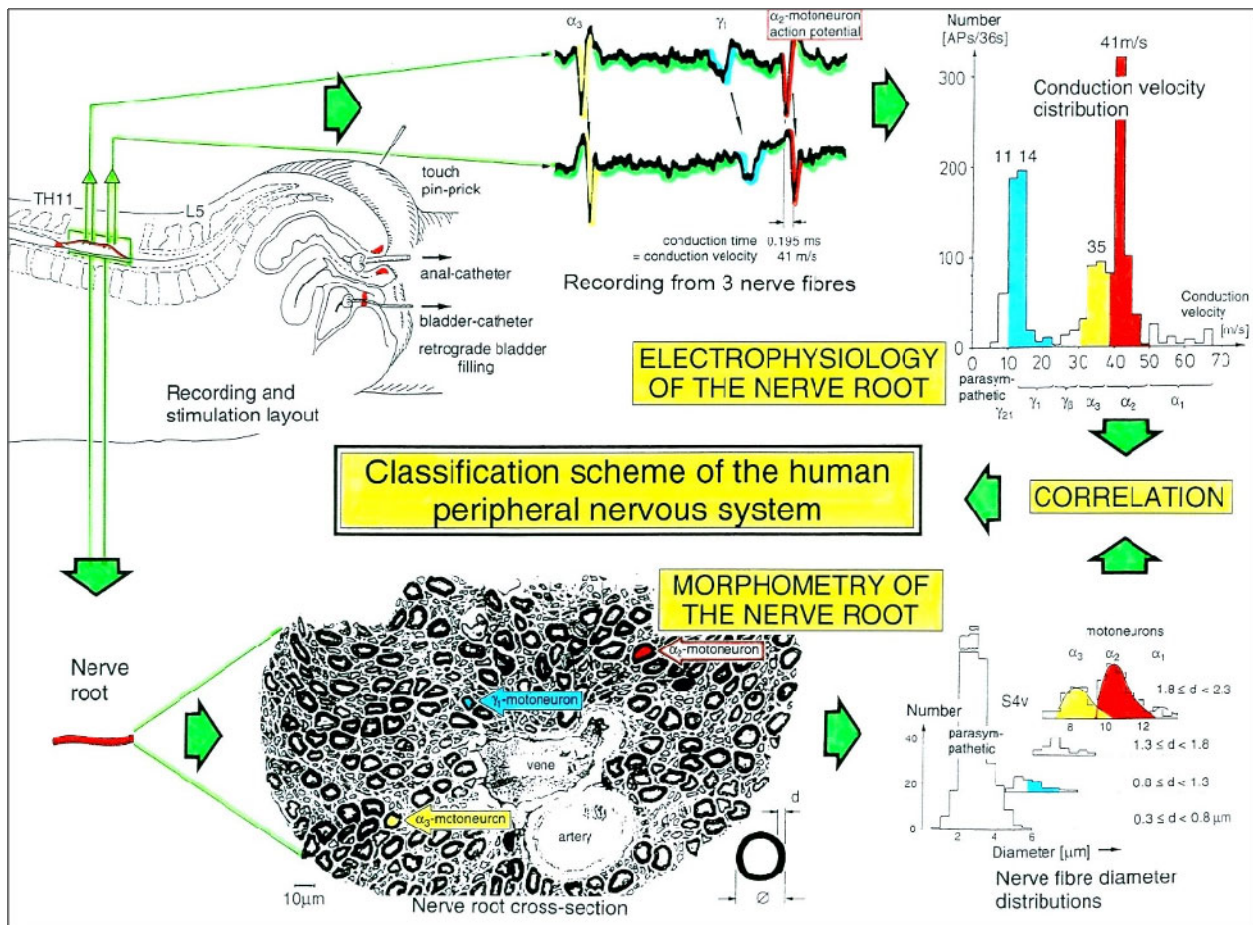 α₃
γ₁
α₂-motoneuron
action potential
Number
[APs/36s]
41m/s
300
200
100
0
Conduction velocity
distribution
11 14
35
Conduction
velocity
[m/s]
0 10 20 30 40 50 60 70
parasym-
pathetic
γ₂₁ γ₁ γᵦ α₃ α₂ α₁
touch
pin-prick
TH11
L5
anal-catheter
bladder-catheter
retrograde bladder
filling
Recording and
stimulation layout
conduction time 0.195 ms
= conduction velocity 41 m/s
Recording from 3 nerve fibres
ELECTROPHYSIOLOGY
OF THE NERVE ROOT
Classification scheme of the human
peripheral nervous system
CORRELATION
MORPHOMETRY OF
THE NERVE ROOT
Nerve
root
α₂-motoneuron
γ₁-motoneuron
vene
artery
α₃-motoneuron
10μm
Nerve root cross-section
d
Ø
motoneurons
α₃ α₂ α₁
S4v
1.8 ≤ d < 2.3
8 10 12
Number
parasym-
pathetic
40
20
0
1.3 ≤ d < 1.8
0.8 ≤ d < 1.3
0.3 ≤ d < 0.8 μm
2 4 6
Diameter [μm]
Nerve fibre diameter
distributions